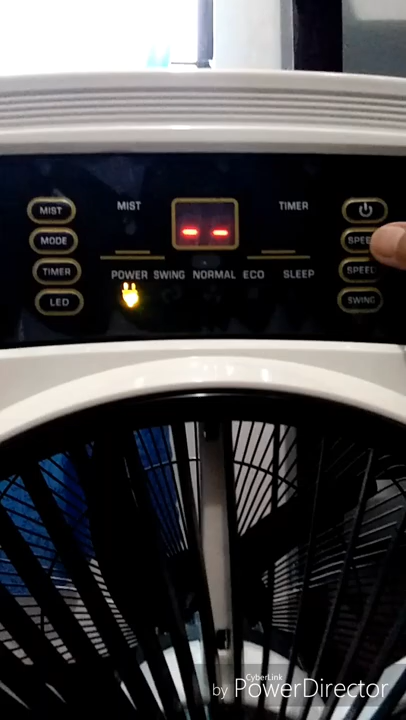 MIST
MODE
TIMER
LED
MIST
TIMER
--
POWER SWING NORMAL ECO SLEEP
SPEED
SWING
CyberLink
by PowerDirector